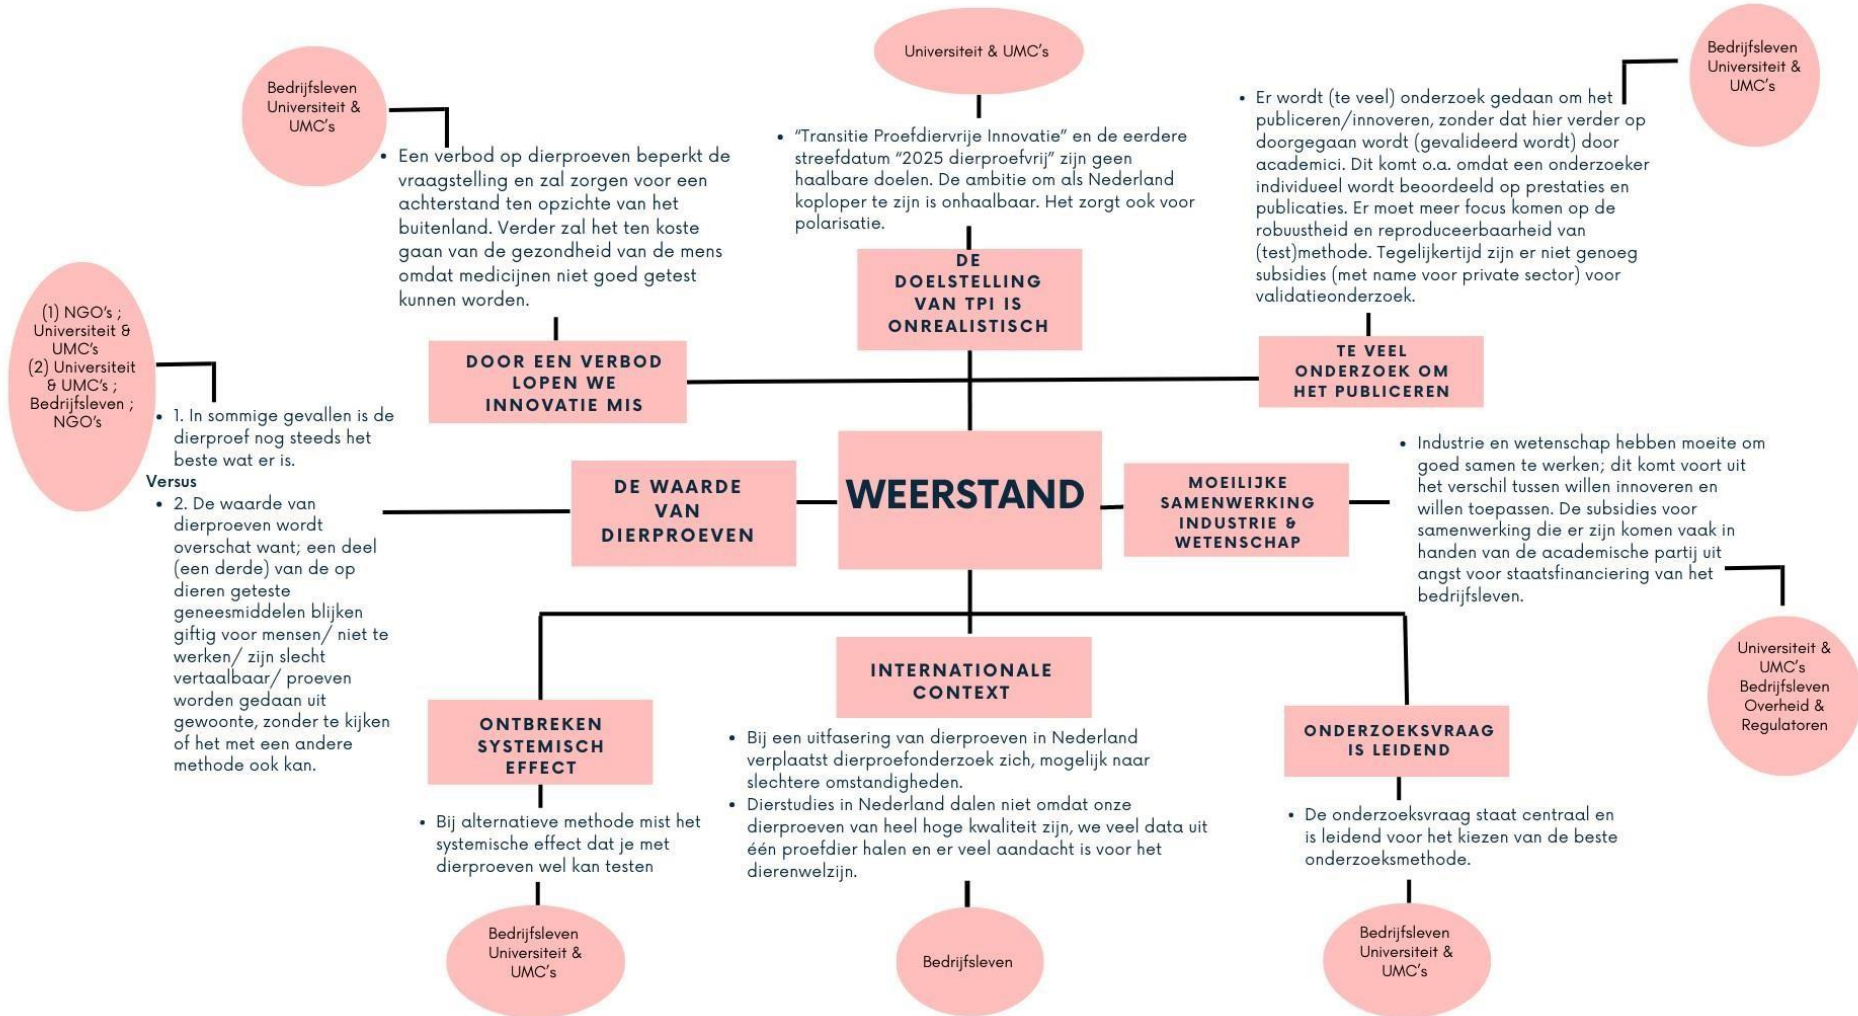 Universiteit & UMC's
"Transitie Proefdiervrije Innovatie" en de eerdere
streefdatum "2025 dierproefvrij" zijn geen
haalbare doelen. De ambitie om als Nederland
koploper te zijn is onhaalbaar. Het zorgt ook voor
polarisatie.
DE
DOELSTELLING
VAN TPI IS
ONREALISTISCH
Bedrijfsleven
Universiteit &
UMC's
Een verbod op dierproeven beperkt de
vraagstelling en zal zorgen voor een
achterstand ten opzichte van het
buitenland. Verder zal het ten koste
gaan van de gezondheid van de mens
omdat medicijnen niet goed getest
kunnen worden.
DOOR EEN VERBOD
LOPEN WE
INNOVATIE MIS
Bedrijfsleven
Universiteit &
UMC's
Er wordt (te veel) onderzoek gedaan om het
publiceren/innoveren, zonder dat hier verder op
doorgegaan wordt (gevalideerd wordt) door
academici. Dit komt o.a. omdat een onderzoeker
individueel wordt beoordeeld op prestaties en
publicaties. Er moet meer focus komen op de
robuustheid en reproduceerbaarheid van
(test)methode. Tegelijkertijd zijn er niet genoeg
subsidies (met name voor private sector) voor
validatieonderzoek.
TE VEEL
ONDERZOEK OM
HET PUBLICEREN
(1) NGO's ;
Universiteit &
UMC's
(2) Universiteit
& UMC's ;
Bedrijfsleven ;
NGO's
1. In sommige gevallen is de
dierproef nog steeds het
beste wat er is.
Versus
2. De waarde van
dierproeven wordt
overschat want; een deel
(een derde) van de op
dieren geteste
geneesmiddelen blijken
giftig voor mensen/ niet te
werken/ zijn slecht
vertaalbaar/ proeven
worden gedaan uit
gewoonte, zonder te kijken
of het met een andere
methode ook kan.
DE WAARDE
VAN
DIERPROEVEN
WEERSTAND
MOEILIJKE
SAMENWERKING
INDUSTRIE &
WETENSCHAP
Industrie en wetenschap hebben moeite om
goed samen te werken; dit komt voort uit
het verschil tussen willen innoveren en
willen toepassen. De subsidies voor
samenwerking die er zijn komen vaak in
handen van de academische partij uit
angst voor staatsfinanciering van het
bedrijfsleven.
Universiteit &
UMC's
Bedrijfsleven
Overheid &
Regulatoren
ONTBREKEN
SYSTEMISCH
EFFECT
Bij alternatieve methode mist het
systemische effect dat je met
dierproeven wel kan testen
Bedrijfsleven
Universiteit &
UMC's
INTERNATIONALE
CONTEXT
Bij een uitfasering van dierproeven in Nederland
verplaatst dierproefonderzoek zich, mogelijk naar
slechtere omstandigheden.
Dierstudies in Nederland dalen niet omdat onze
dierproeven van heel hoge kwaliteit zijn, we veel data uit
één proefdier halen en er veel aandacht is voor het
dierenwelzijn.
Bedrijfsleven
ONDERZOEKSVRAAG
IS LEIDEND
De onderzoeksvraag staat centraal en
is leidend voor het kiezen van de beste
onderzoeksmethode.
Bedrijfsleven
Universiteit &
UMC's